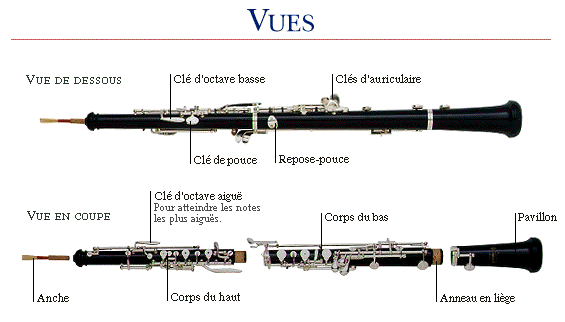 VUES
VUE DE DESSOUS
Clé d'octave basse
Clés d'auriculaire
Clé de pouce
Repose-pouce
VUE EN COUPE
Clé d'octave aiguë
Pour atteindre les notes
les plus aiguës.
Corps du bas
Pavillon
Anche
Corps du haut
Anneau en liège